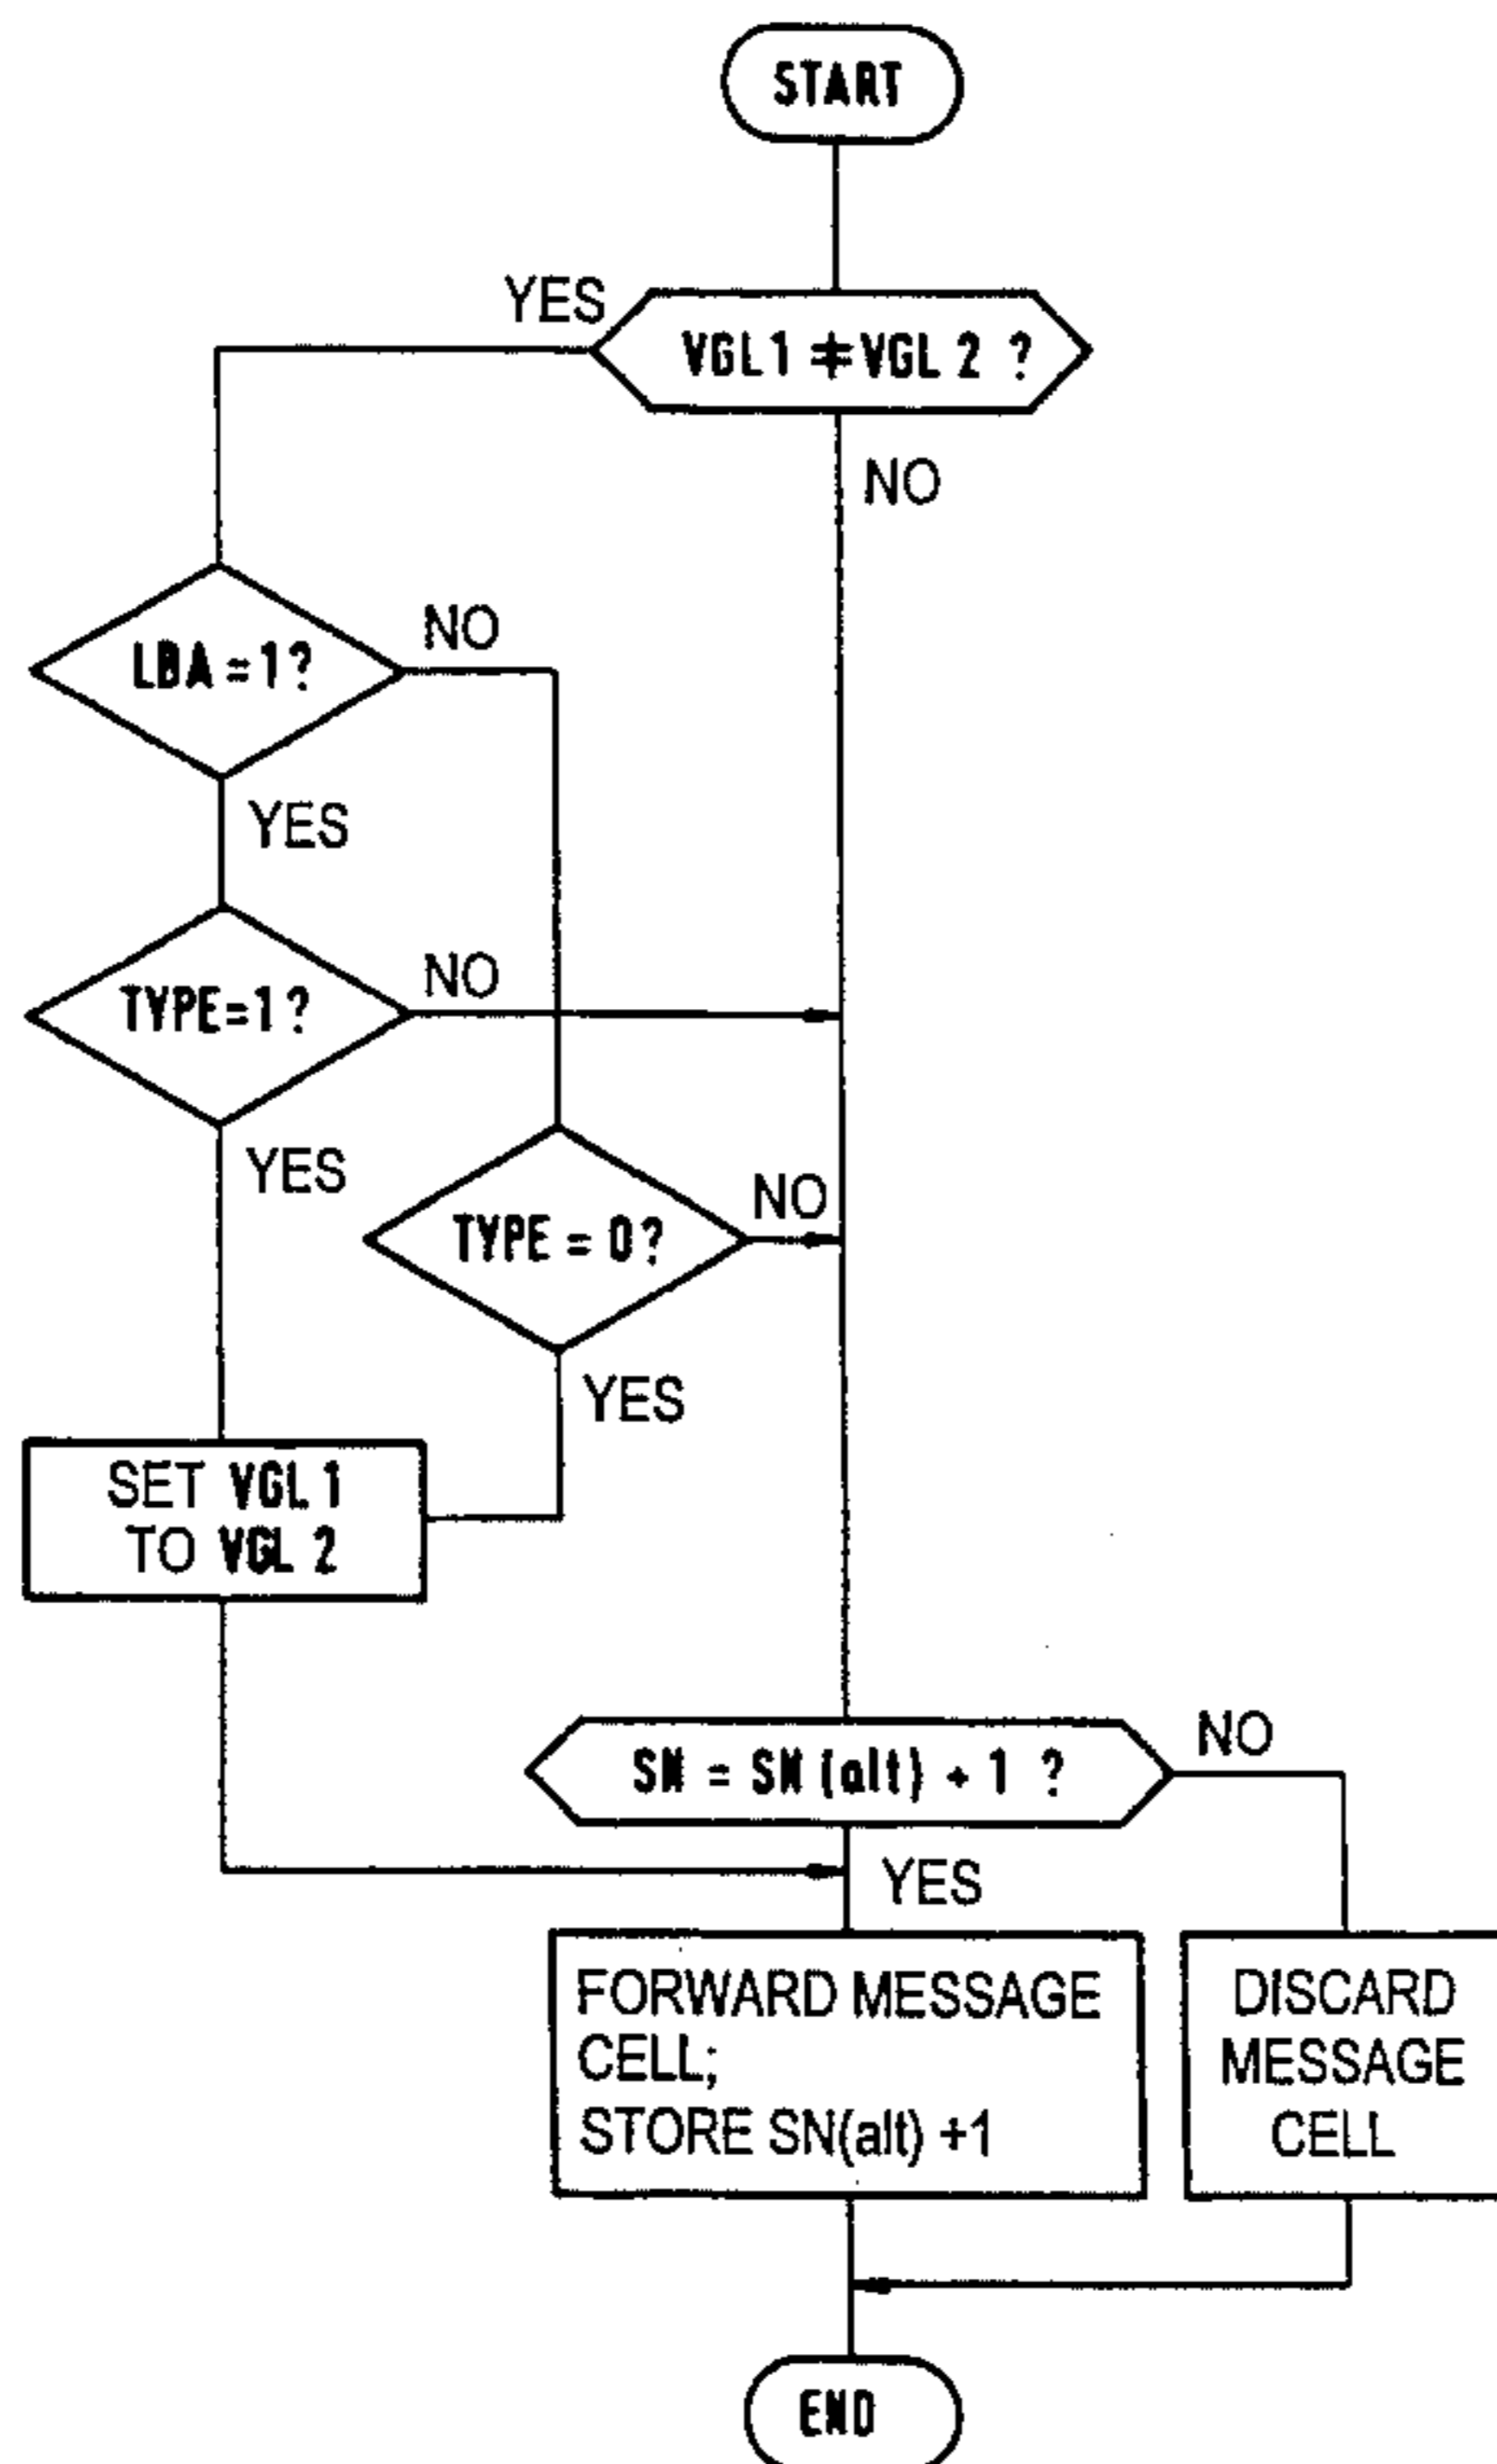 START
YES
VGL1 ≠ VGL 2 ?
NO
LBA = 1?
NO
YES
TYPE=1?
NO
YES
TYPE = 0?
NO
YES
SET VGL 1
TO VGL 2
SN = SN (alt) + 1 ?
NO
YES
FORWARD MESSAGE
CELL;
STORE SN(alt) +1
DISCARD
MESSAGE
CELL
END